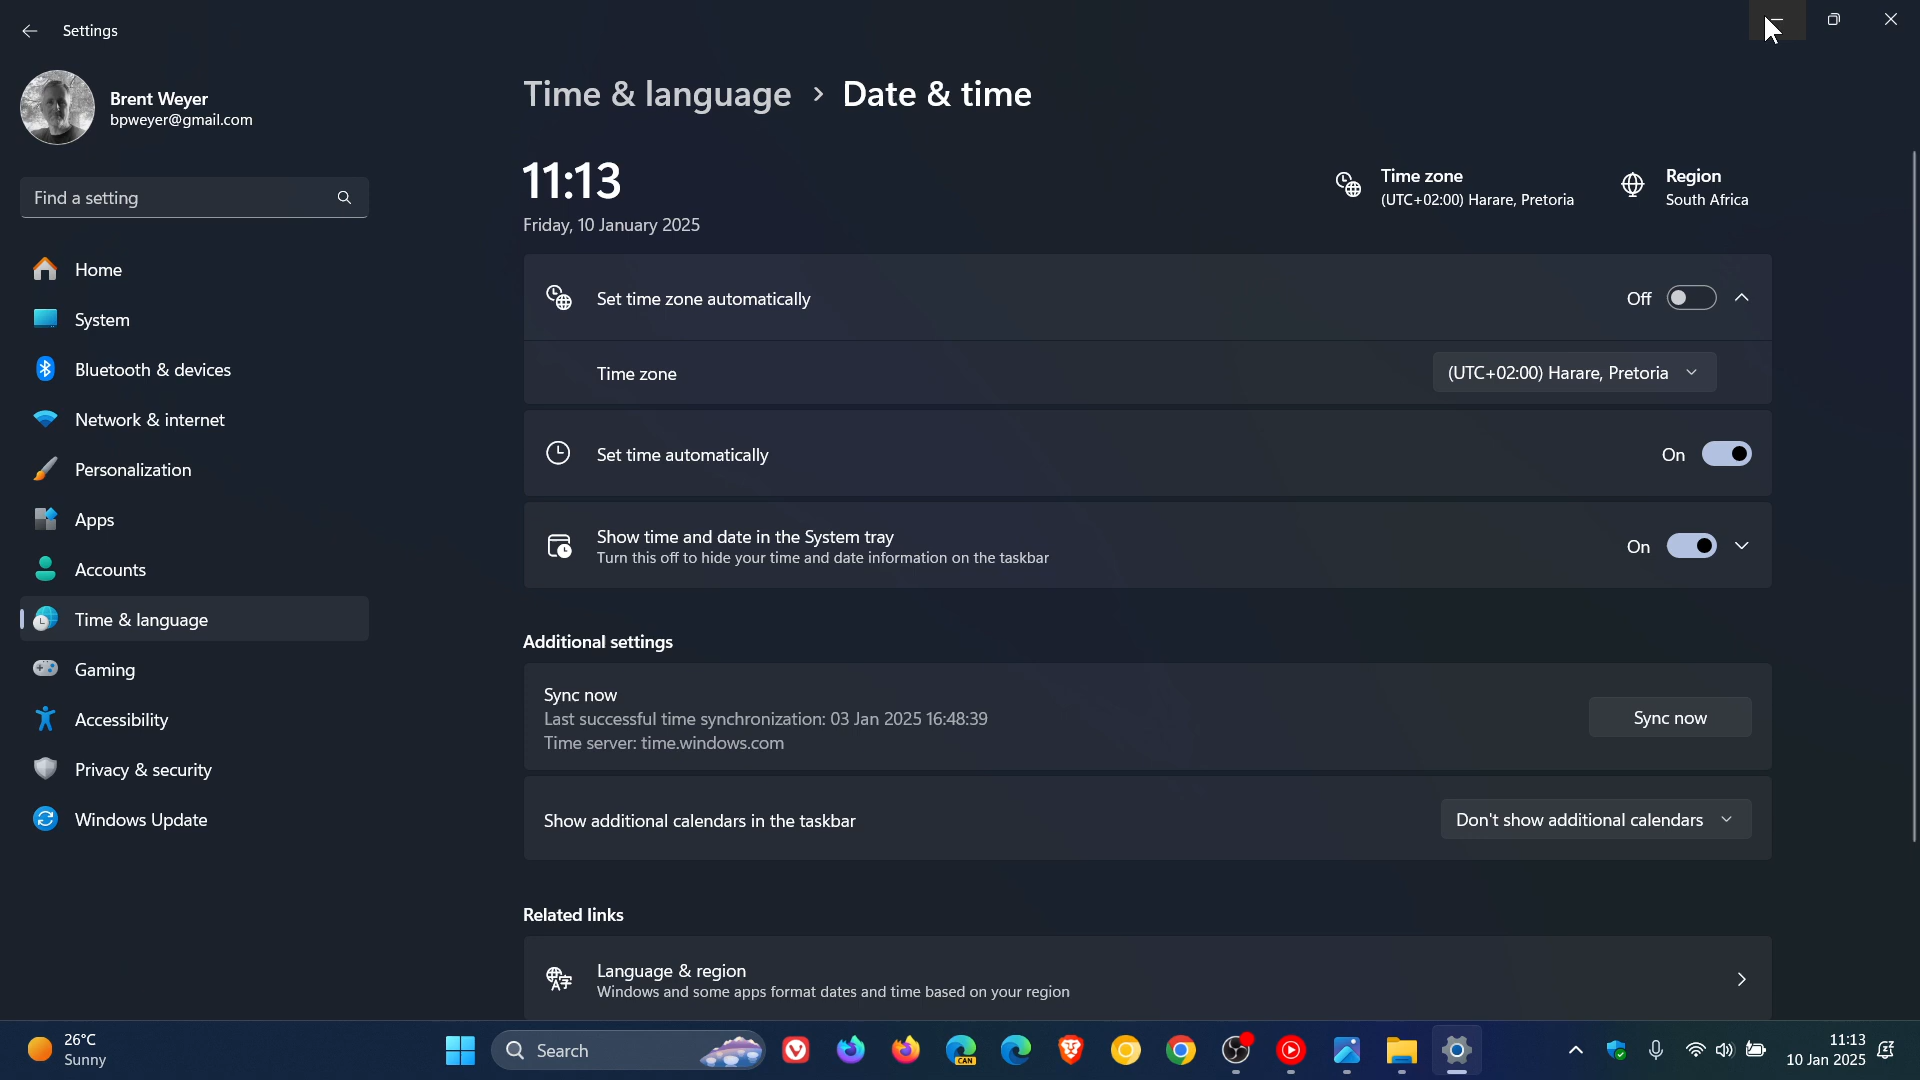 Settings
Brent Weyer
bpweyer@gmail.com
Find a setting
Home
System
Bluetooth & devices
Network & internet
Personalization
Apps
Accounts
Time & language
Gaming
Accessibility
Privacy & security
Windows Update
Time & language > Date & time
11:13
Friday, 10 January 2025
Time zone
(UTC+02:00) Harare, Pretoria
Region
South Africa
Set time zone automatically
Off
Time zone
(UTC+02:00) Harare, Pretoria
Set time automatically
On
Show time and date in the System tray
Turn this off to hide your time and date information on the taskbar
On
Additional settings
Sync now
Last successful time synchronization: 03 Jan 2025 16:48:39
Time server: time.windows.com
Sync now
Show additional calendars in the taskbar
Don't show additional calendars
Related links
Language & region
Windows and some apps format dates and time based on your region
26°C
Sunny
Search
CAN
11:13
10 Jan 2025